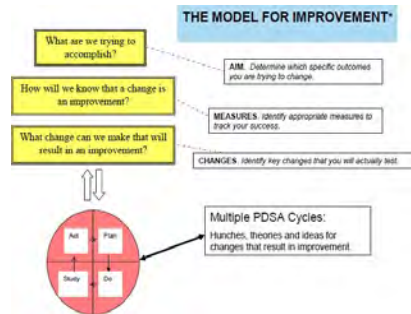 THE MODEL FOR IMPROVEMENT*
What are we trying to
accomplish?
AIM. Determine which specific outcomes
you are trying to change.
How will we know that a change is
an improvement?
MEASURES. Identify appropriate measures to
track your success.
What change can we make that will
result in an improvement?
CHANGES. Identify key changes that you will actually test.
Multiple PDSA Cycles:
Hunches, theories and ideas for
changes that result in improvement.
Act
Plan
Study
Do